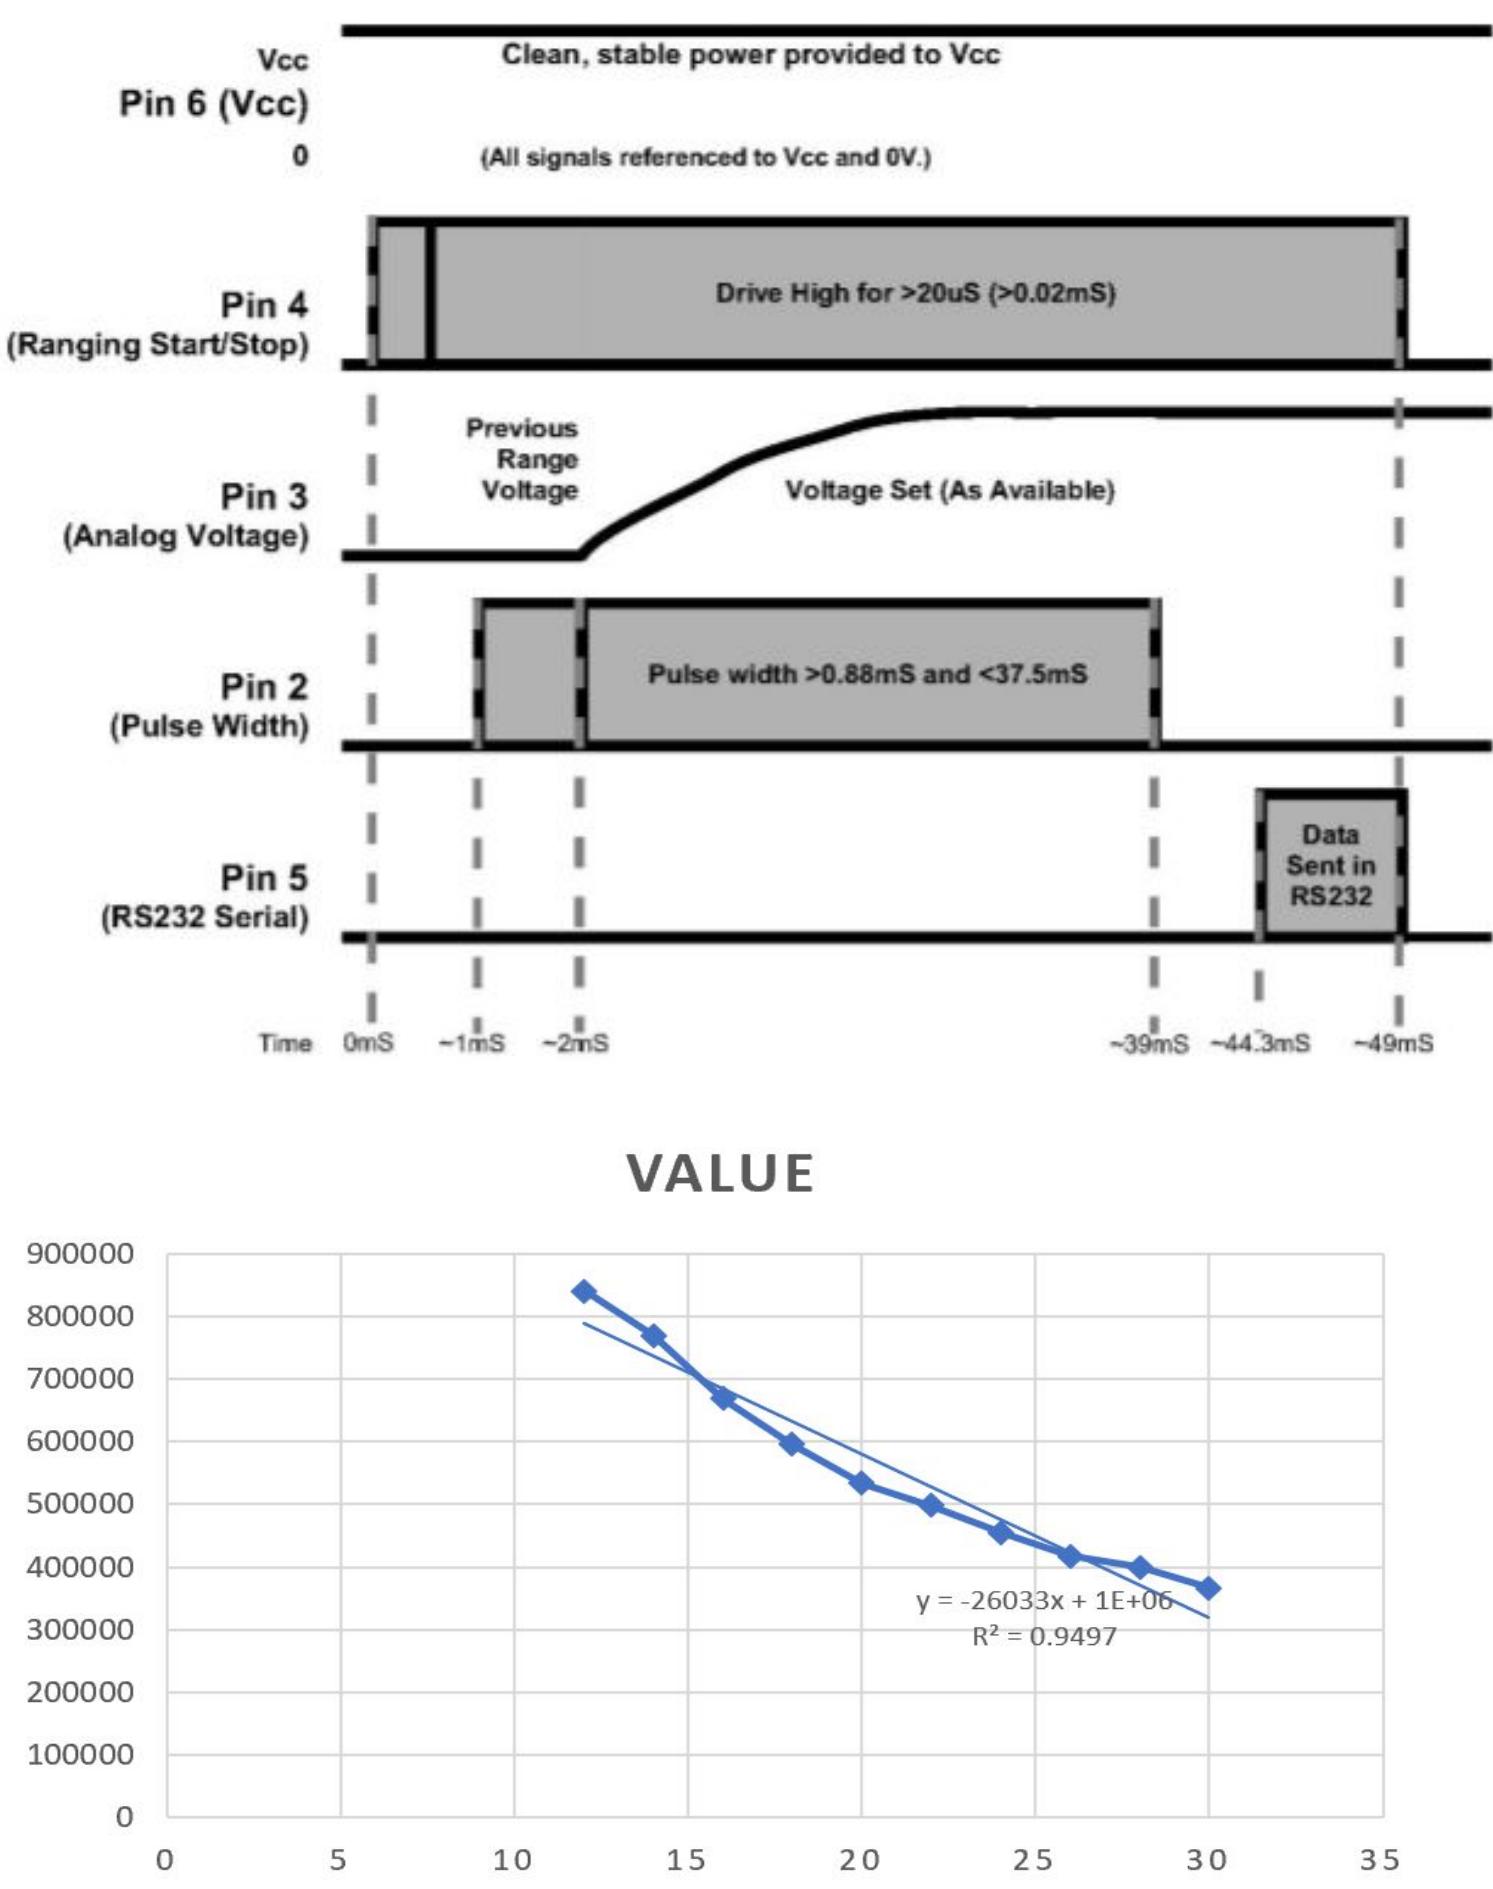 Vcc
Clean, stable power provided to Vcc
Pin 6 (Vcc)
0
(All signals referenced to Vcc and 0V.)
Drive High for >20uS (>0.02mS)
Pin 4
(Ranging Start/Stop)
Previous
Range
Voltage
Voltage Set (As Available)
Pin 3
(Analog Voltage)
Pulse width >0.88mS and <37.5mS
Pin 2
(Pulse Width)
Data
Sent in
RS232
Pin 5
(RS232 Serial)
Time 0mS ~1mS ~2mS ~39mS ~44.3mS ~49mS
VALUE
900000
800000
700000
600000
500000
400000
300000
200000
100000
0
y = -26033x + 1E+06
R² = 0.9497
0 5 10 15 20 25 30 35